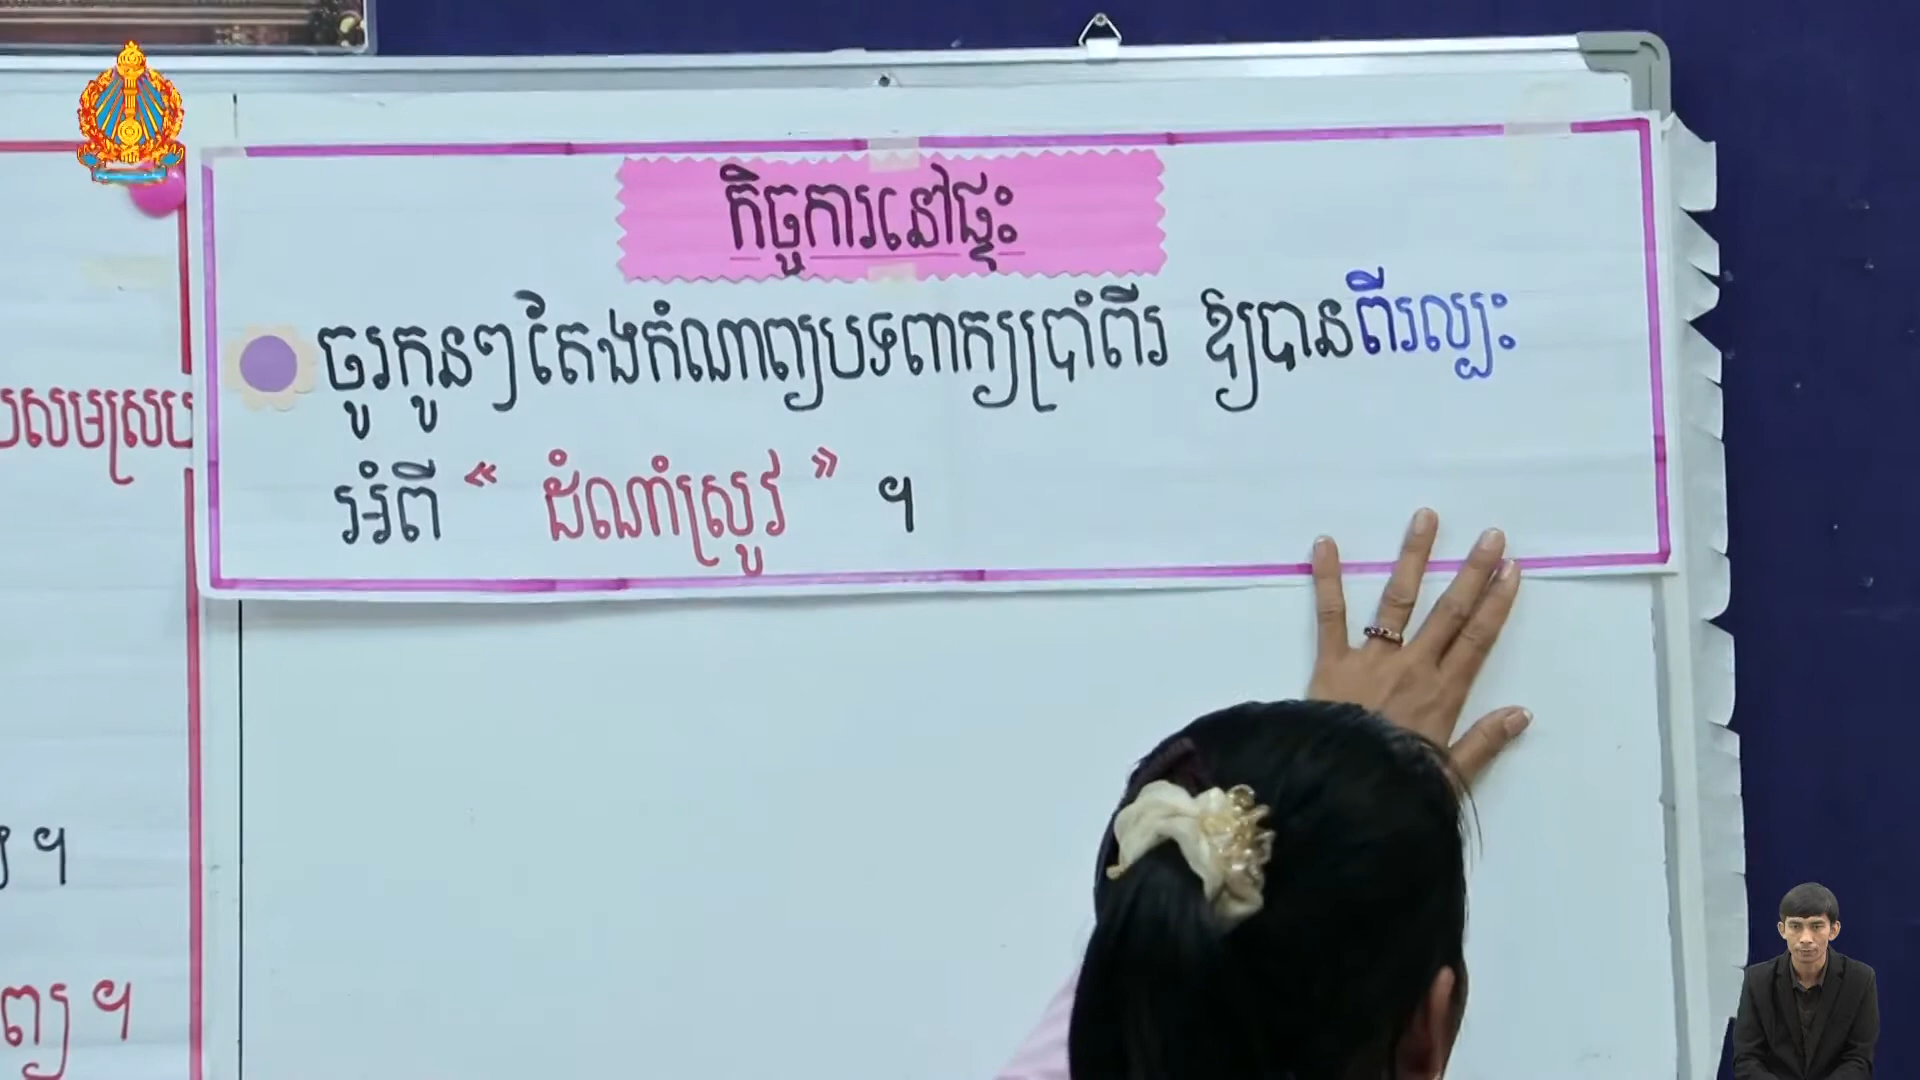 កិច្ចការនៅផ្ទះ
ចូរកូនៗតែងកំណាព្យបទពាក្យប្រាំពីរ ឱ្យបានពីរល្បះ
អំពី “ ដំណាំស្រូវ ” ។